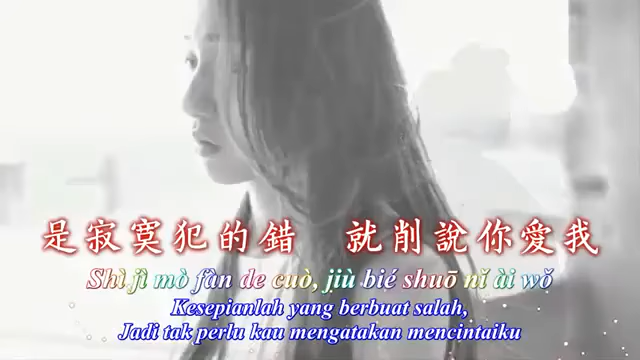 是寂寞犯的錯 就削說你愛我
Shì jì mò fàn de cuò, jiù bié shuō nǐ ài wǒ
Kesepianlah yang berbuat salah,
Jadi tak perlu kau mengatakan mencintaiku